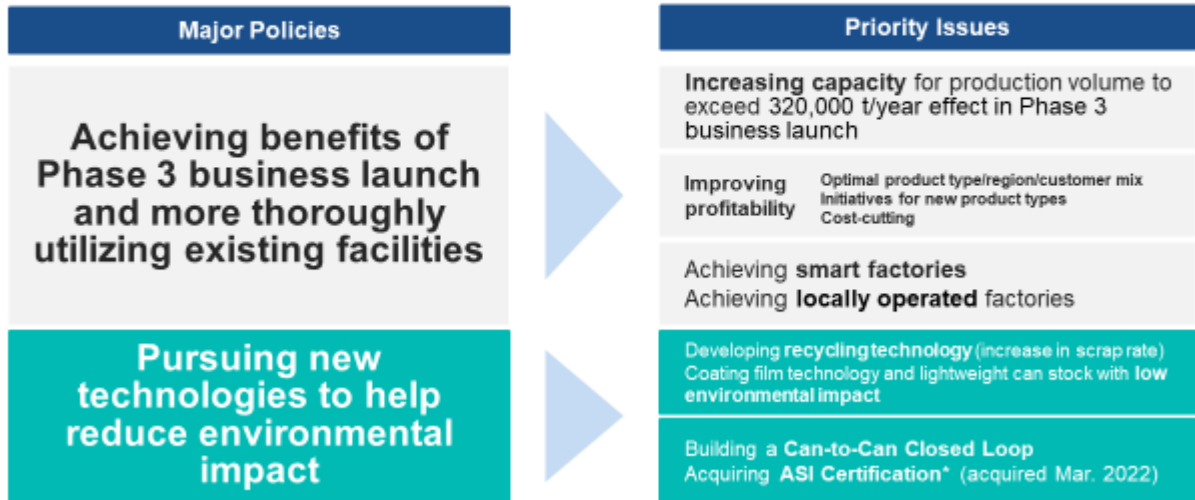 Major Policies
Achieving benefits of
Phase 3 business launch
and more thoroughly
utilizing existing facilities
Pursuing new
technologies to help
reduce environmental
impact
Priority Issues
Increasing capacity for production volume to
exceed 320,000 t/year effect in Phase 3
business launch
Improving
profitability
Optimal product type/region/customer mix
Initiatives for new product types
Cost-cutting
Achieving smart factories
Achieving locally operated factories
Developing recycling technology (increase in scrap rate)
Coating film technology and lightweight can stock with low
environmental impact
Building a Can-to-Can Closed Loop
Acquiring ASI Certification* (acquired Mar. 2022)